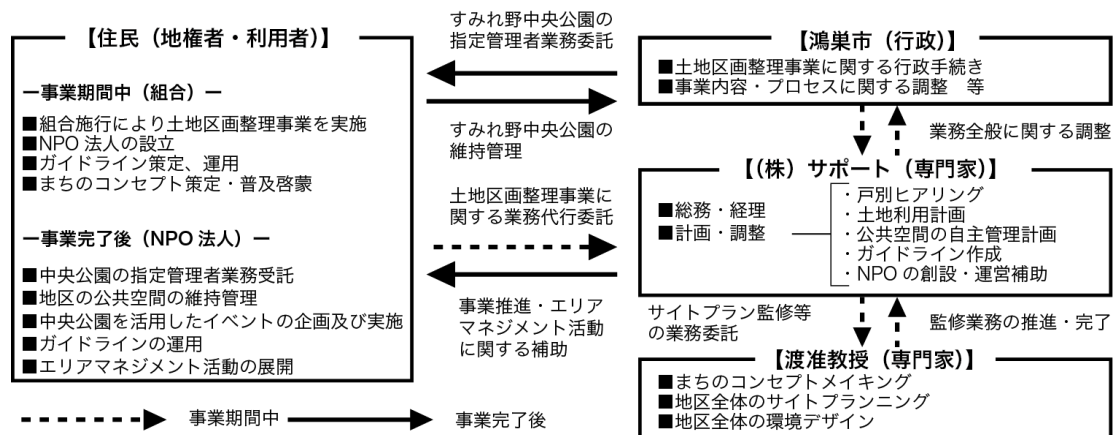 【住民（地権者・利用者）】
ー事業期間中（組合）ー
■組合施行により土地区画整理事業を実施
■NPO 法人の設立
■ガイドライン策定、運用
■まちのコンセプト策定・普及啓蒙
ー事業完了後（NPO 法人）ー
■中央公園の指定管理者業務受託
■地区の公共空間の維持管理
■中央公園を活用したイベントの企画及び実施
■ガイドラインの運用
■エリアマネジメント活動の展開
すみれ野中央公園の
指定管理者業務委託
すみれ野中央公園の
維持管理
土地区画整理事業に
関する業務代行委託
事業推進・エリア
マネジメント活動
に関する補助
【鴻巣市（行政）】
■土地区画整理事業に関する行政手続き
■事業内容・プロセスに関する調整　等
業務全般に関する調整
【（株）サポート（専門家）】
■総務・経理
■計画・調整
・戸別ヒアリング
・土地利用計画
・公共空間の自主管理計画
・ガイドライン作成
・NPO の創設・運営補助
サイトプラン監修等
の業務委託
監修業務の推進・完了
【渡准教授（専門家）】
■まちのコンセプトメイキング
■地区全体のサイトプランニング
■地区全体の環境デザイン
事業期間中
事業完了後